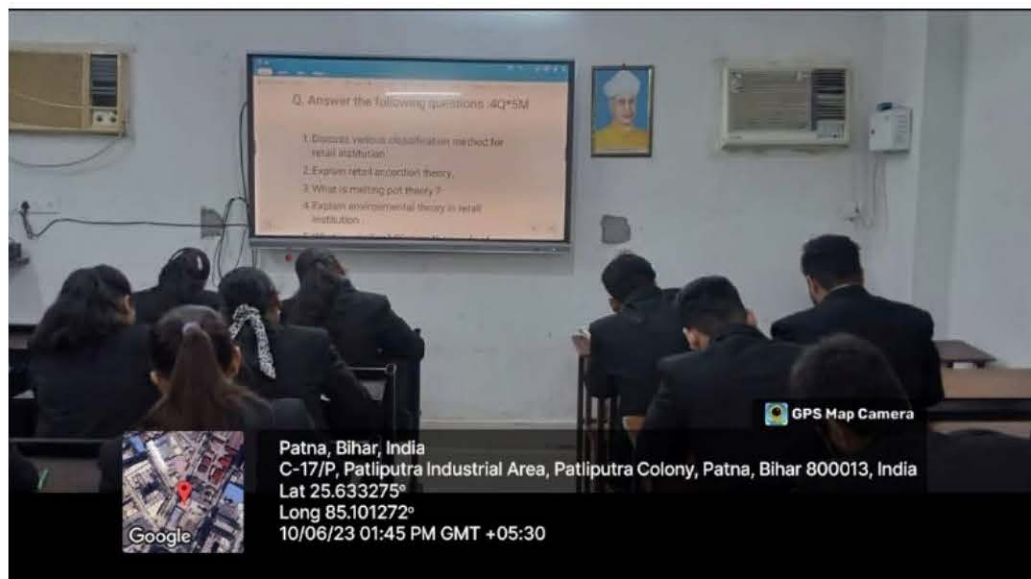 Q. Answer the following questions :4Q*5M
1. Discuss various classification method for
retail institution
2. Explain retail accordion theory.
3. What is melting pot theory ?
4. Explain environmental theory in retail
institution
GPS Map Camera
Patna, Bihar, India
C-17/P, Patliputra Industrial Area, Patliputra Colony, Patna, Bihar 800013, India
Lat 25.633275°
Long 85.101272°
10/06/23 01:45 PM GMT +05:30
Google